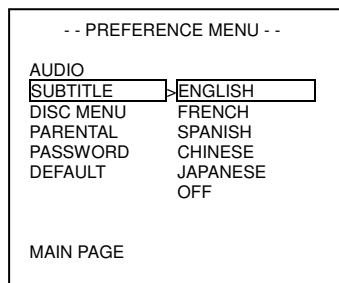 - - PREFERENCE MENU - -
AUDIO
SUBTITLE >ENGLISH
DISC MENU FRENCH
PARENTAL SPANISH
PASSWORD CHINESE
DEFAULT JAPANESE
OFF
MAIN PAGE